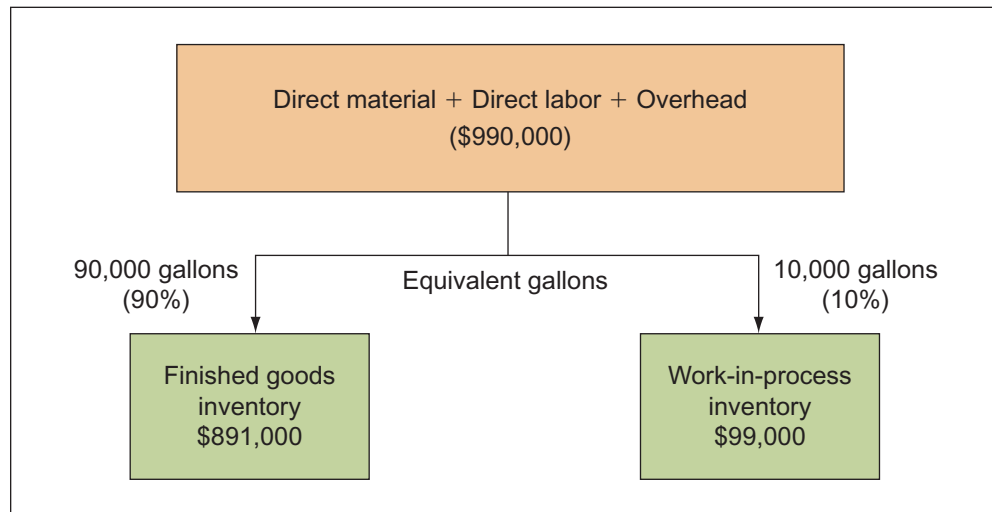 Direct material + Direct labor + Overhead
($990,000)
90,000 gallons
(90%)
Equivalent gallons
10,000 gallons
(10%)
Finished goods
inventory
$891,000
Work-in-process
inventory
$99,000